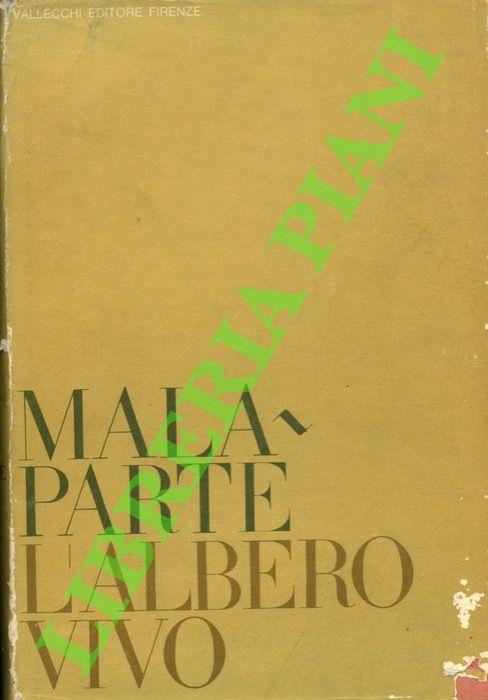 VALLECCHI EDITORE FIRENZE
LIBRERIA PIANI
MALA-
PARTE
L'ALBERO
VIVO